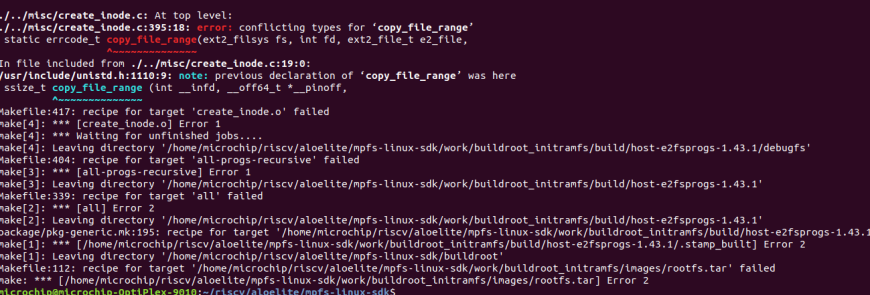 ./../misc/create_inode.c: At top level:
./../misc/create_inode.c:395:18: error: conflicting types for ‘copy_file_range’
static errcode_t copy_file_range(ext2_filsys fs, int fd, ext2_file_t e2_file,
^~~~~~~~~~~~~~~
In file included from ./../misc/create_inode.c:19:0:
/usr/include/unistd.h:1110:9: note: previous declaration of ‘copy_file_range’ was here
ssize_t copy_file_range (int __infd, __off64_t *__pinoff,
^~~~~~~~~~~~~~~
Makefile:417: recipe for target 'create_inode.o' failed
make[4]: *** [create_inode.o] Error 1
make[4]: *** Waiting for unfinished jobs....
make[4]: Leaving directory '/home/microchip/riscv/aloelite/mpfs-linux-sdk/work/buildroot_initramfs/build/host-e2fsprogs-1.43.1/debugfs'
Makefile:404: recipe for target 'all-progs-recursive' failed
make[3]: *** [all-progs-recursive] Error 1
make[3]: Leaving directory '/home/microchip/riscv/aloelite/mpfs-linux-sdk/work/buildroot_initramfs/build/host-e2fsprogs-1.43.1'
Makefile:339: recipe for target 'all' failed
make[2]: *** [all] Error 2
make[2]: Leaving directory '/home/microchip/riscv/aloelite/mpfs-linux-sdk/work/buildroot_initramfs/build/host-e2fsprogs-1.43.1'
package/pkg-generic.mk:195: recipe for target '/home/microchip/riscv/aloelite/mpfs-linux-sdk/work/buildroot_initramfs/build/host-e2fsprogs-1.43.1
make[1]: *** [/home/microchip/riscv/aloelite/mpfs-linux-sdk/work/buildroot_initramfs/build/host-e2fsprogs-1.43.1/.stamp_built] Error 2
make[1]: Leaving directory '/home/microchip/riscv/aloelite/mpfs-linux-sdk/buildroot'
Makefile:112: recipe for target '/home/microchip/riscv/aloelite/mpfs-linux-sdk/work/buildroot_initramfs/images/rootfs.tar' failed
make: *** [/home/microchip/riscv/aloelite/mpfs-linux-sdk/work/buildroot_initramfs/images/rootfs.tar] Error 2
microchip@microchip-OptiPlex-9010:~/riscv/aloelite/mpfs-linux-sdk$